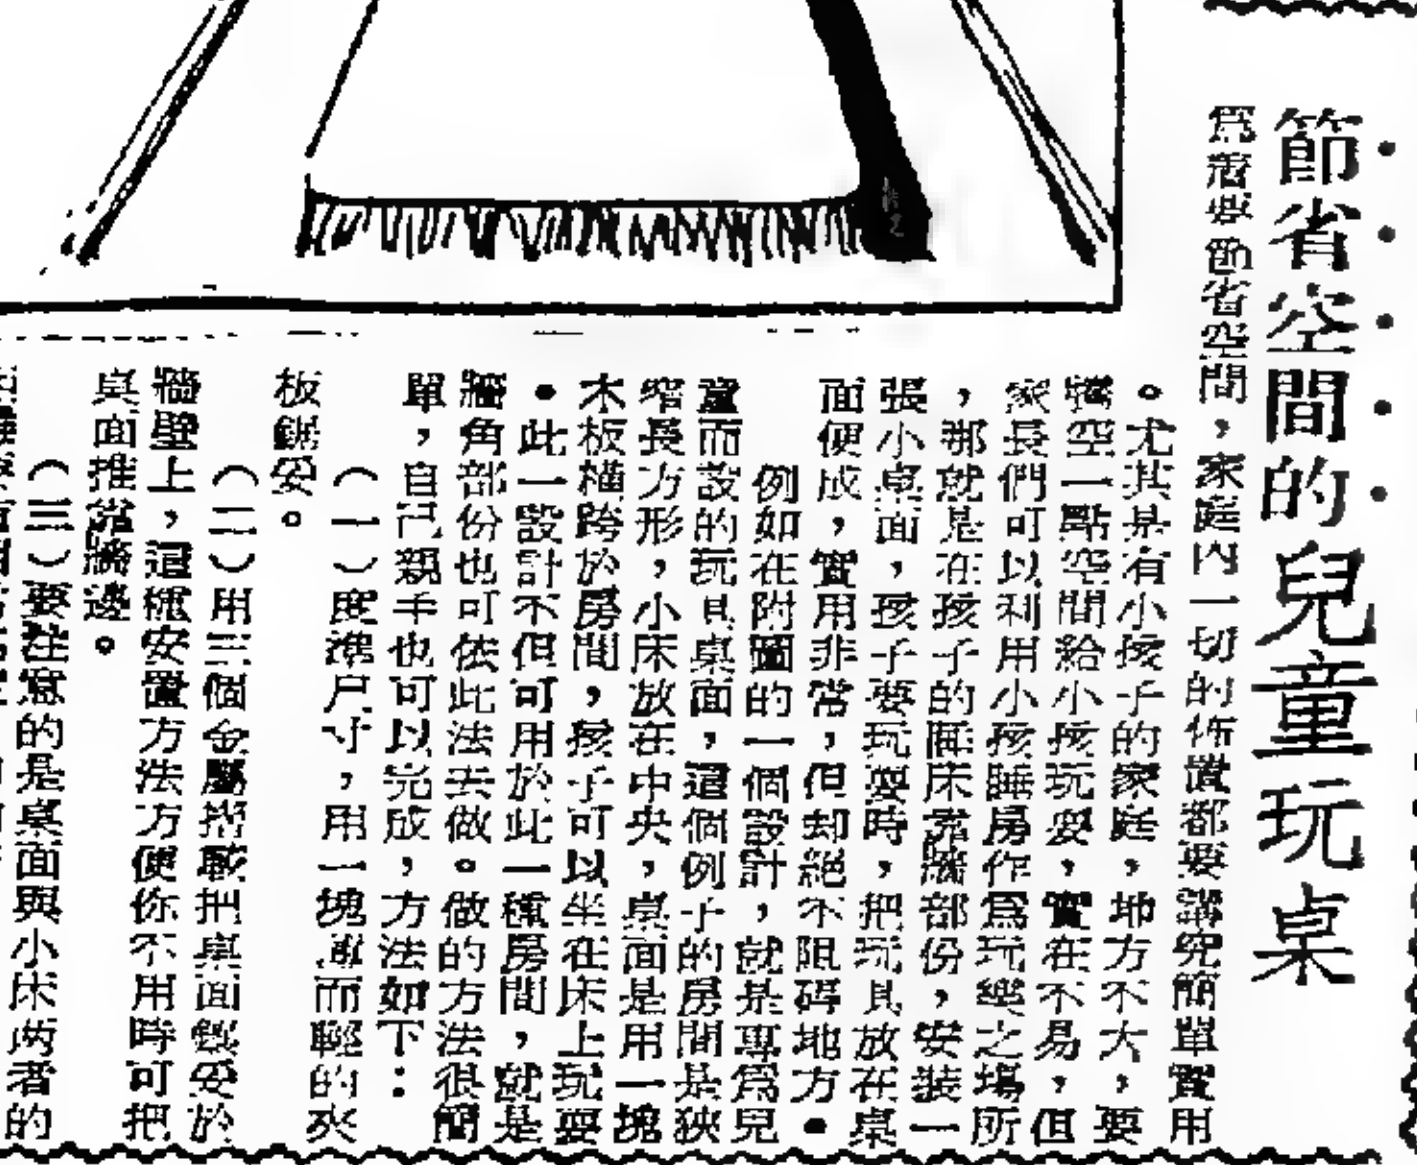 節省空間的兒童玩桌
爲着要節省空間，家庭內一切的佈置都要講究簡單實用
。尤其是有小孩子的家庭，地方不大，要
騰空一點空間給小孩玩耍，實在不易，但
家長們可以利用小孩睡房作爲玩樂之場所
，那就是在孩子的睡床靠牆部份，安裝一
張小桌面，孩子要玩耍時，把玩具放在桌
面便成，實用非常，但却絕不阻碍地方。
例如在附圖的一個設計，就是專爲兒
童而設的玩具桌面，這個例子的房間是狹
窄長方形，小床放在中央，桌面是用一塊
木板橫跨於房間，孩子可以坐在床上玩耍
。此一設計不但可用於此一種房間，就是
牆角部份也可依此法去做。做的方法很簡
單，自己親手也可以完成，方法如下：
（一）度準尺寸，用一塊薄而輕的夾
板鋸妥。
（二）用三個金屬摺較把桌面鑲妥於
牆壁上，這種安置方法方便你不用時可把
桌面推當牆邊。
（三）要注意的是桌面與小床两者的